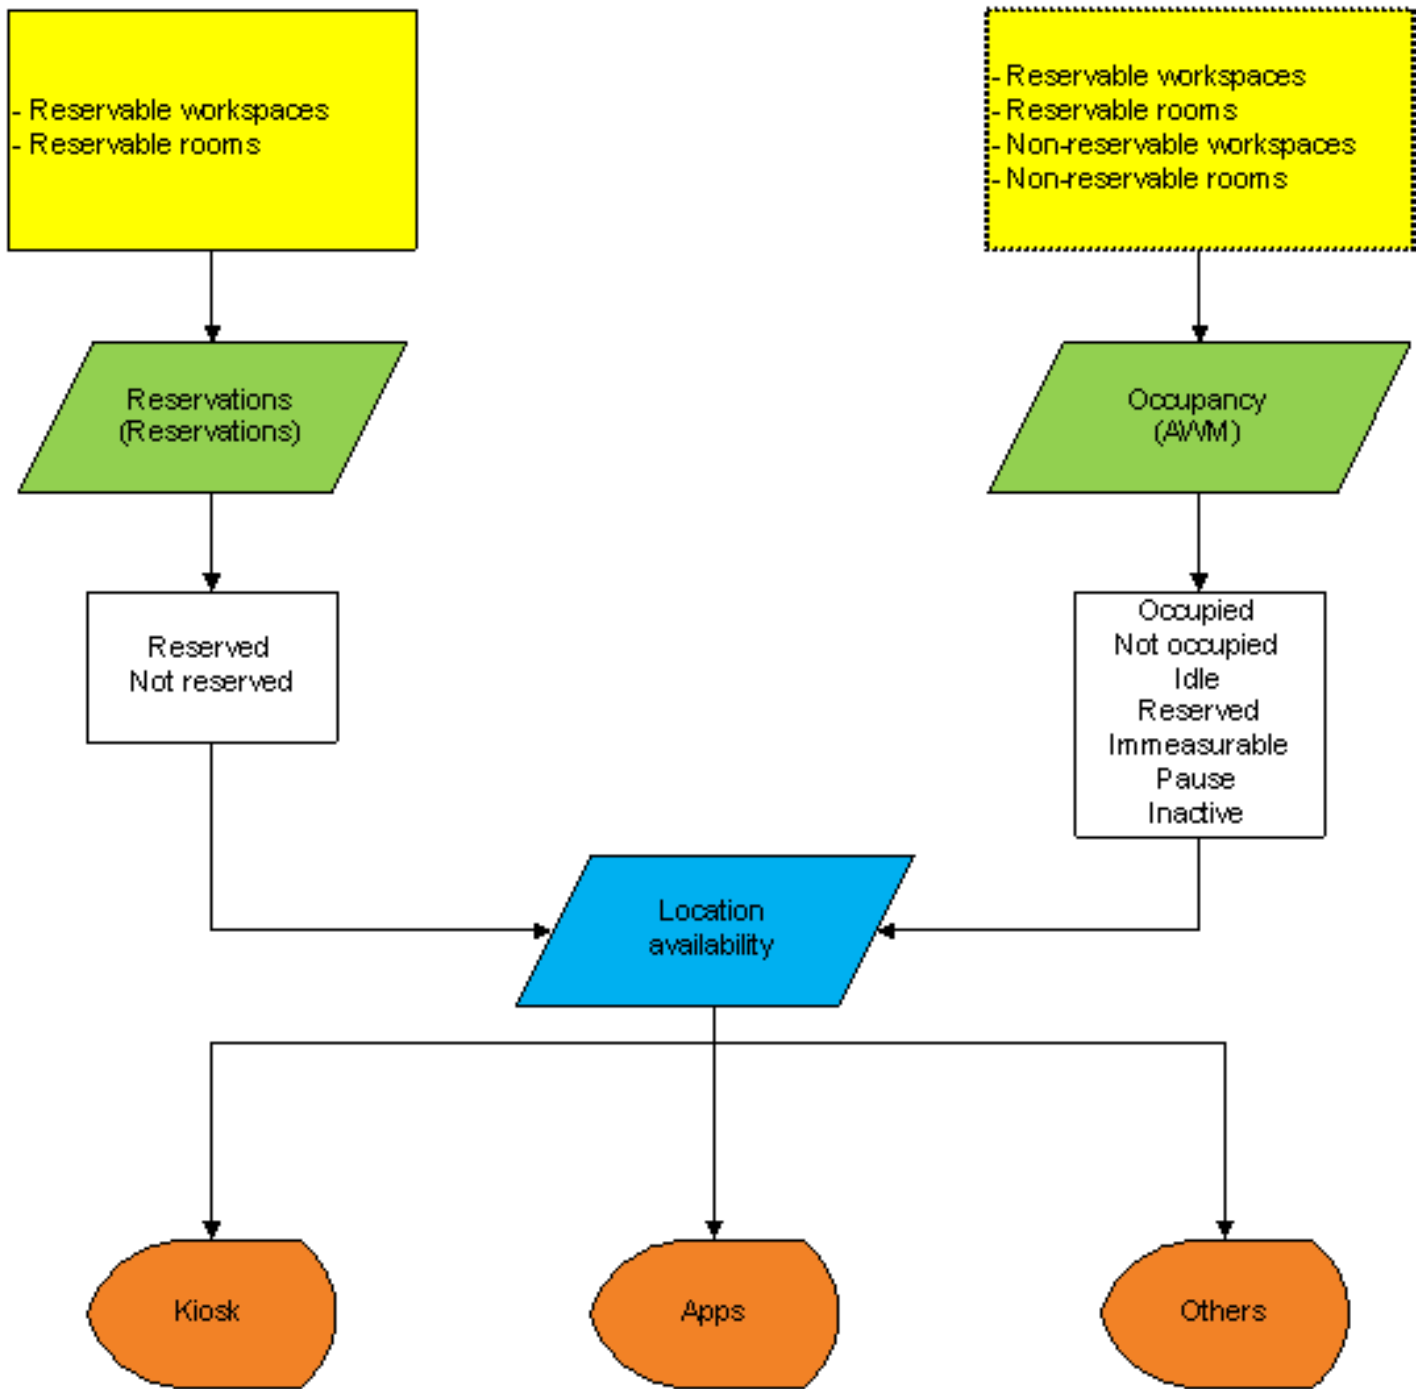 - Reservable workspaces
- Reservable rooms
- Reservable workspaces
- Reservable rooms
- Non-reservable workspaces
- Non-reservable rooms
Reservations
(Reservations)
Occupancy
(AWM)
Reserved
Not reserved
Occupied
Not occupied
Idle
Reserved
Immeasurable
Pause
Inactive
Location
availability
Kiosk
Apps
Others